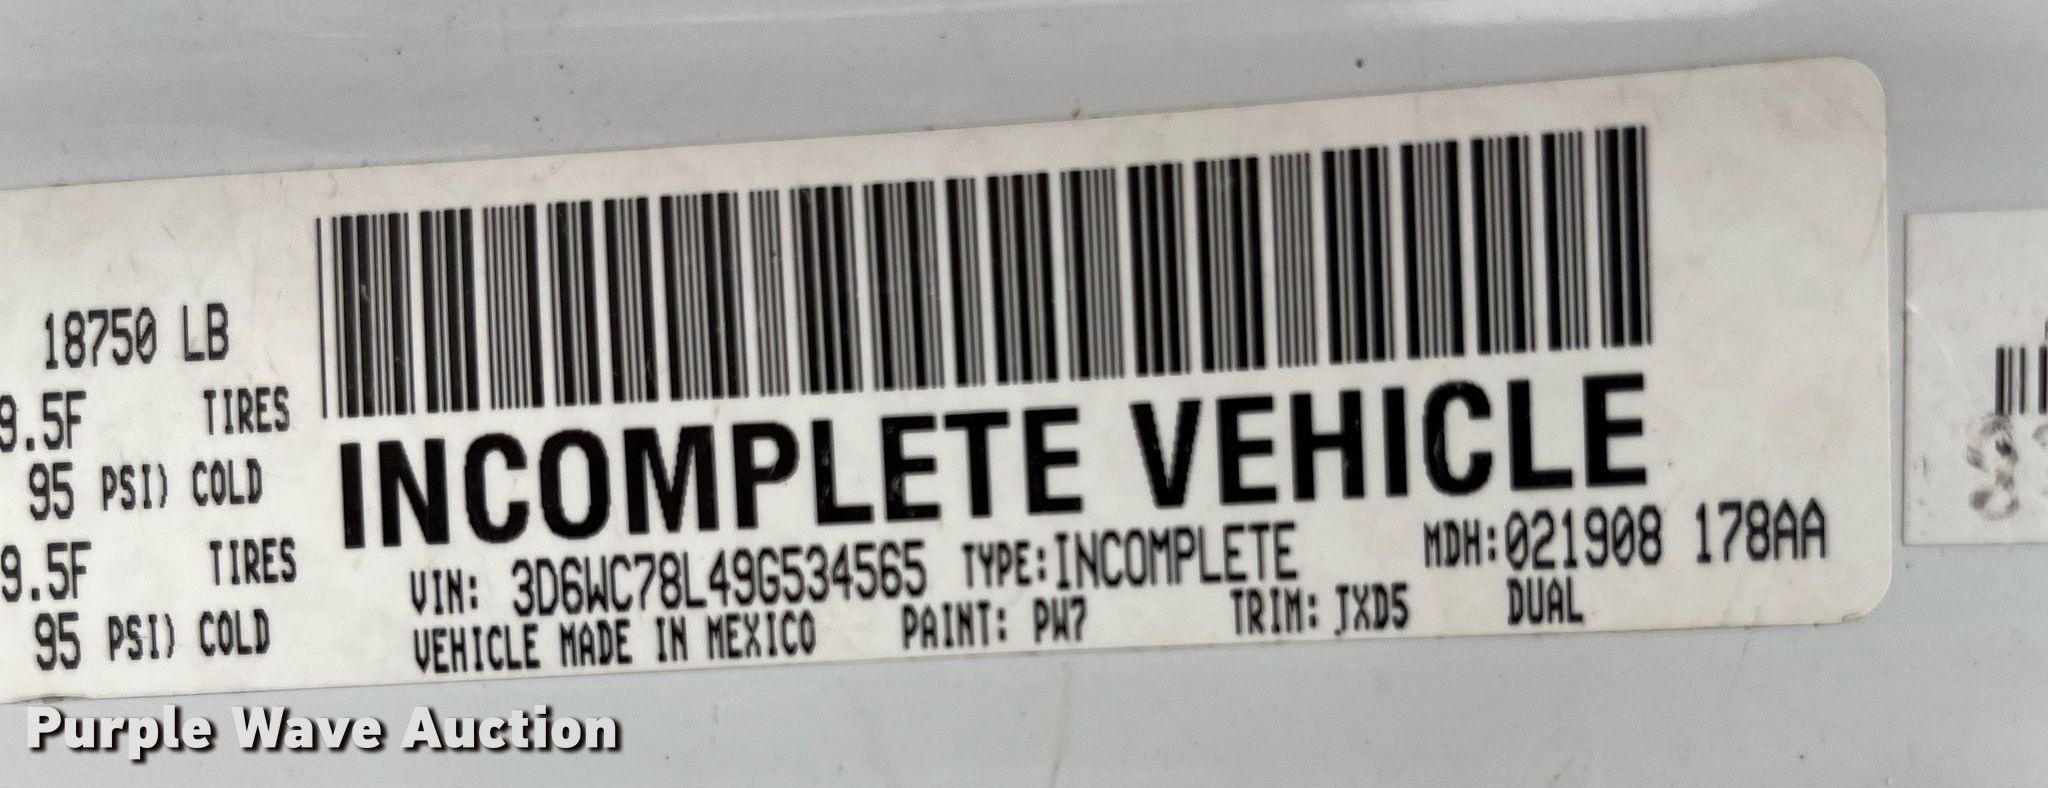 18750 LB
9.5F TIRES
95 PSI) COLD
9.5F TIRES
95 PSI) COLD
INCOMPLETE VEHICLE
VIN: 3D6WC78L49G534565 TYPE:INCOMPLETE MDH:021908 178AA
VEHICLE MADE IN MEXICO PAINT: PW7 TRIM: JXD5 DUAL
Purple Wave Auction